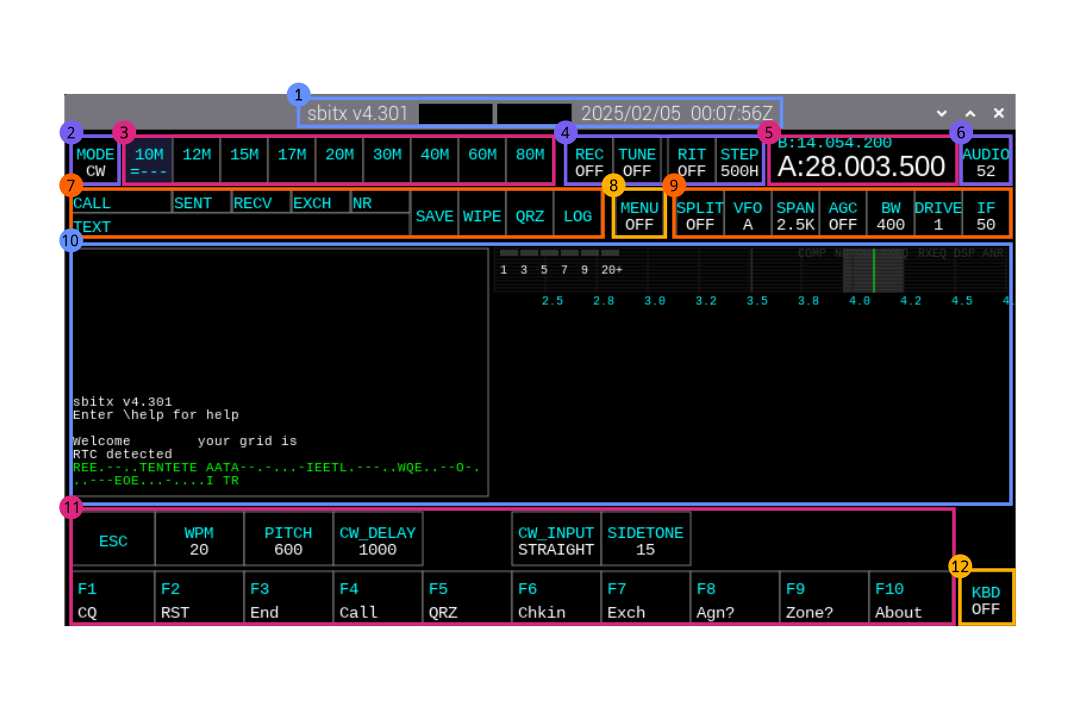 1
sbitx v4.301 2025/02/05 00:07:56Z
2 3 4 5 6
MODE 10M 12M 15M 17M 20M 30M 40M 60M 80M REC TUNE RIT STEP B:14.054.200 AUDIO
CW =--- OFF OFF OFF 500H A:28.003.500 52
7 8 9
CALL SENT RECV EXCH NR SAVE WIPE QRZ LOG MENU SPLIT VFO SPAN AGC BW DRIVE IF
TEXT OFF OFF A 2.5K OFF 400 1 50
10
COMP RXEQ DSP ANR
1 3 5 7 9 20+
2.5 2.8 3.0 3.2 3.5 3.8 4.0 4.2 4.5
sbitx v4.301
Enter \help for help
Welcome your grid is
RTC detected
REE.--..TENTETE AATA--.-...-IEETL.---..WQE..--O-.
..---EOE...-....I TR
11
ESC WPM PITCH CW_DELAY CW_INPUT SIDETONE
20 600 1000 STRAIGHT 15
12
F1 F2 F3 F4 F5 F6 F7 F8 F9 F10 KBD
CQ RST End Call QRZ Chkin Exch Agn? Zone? About OFF